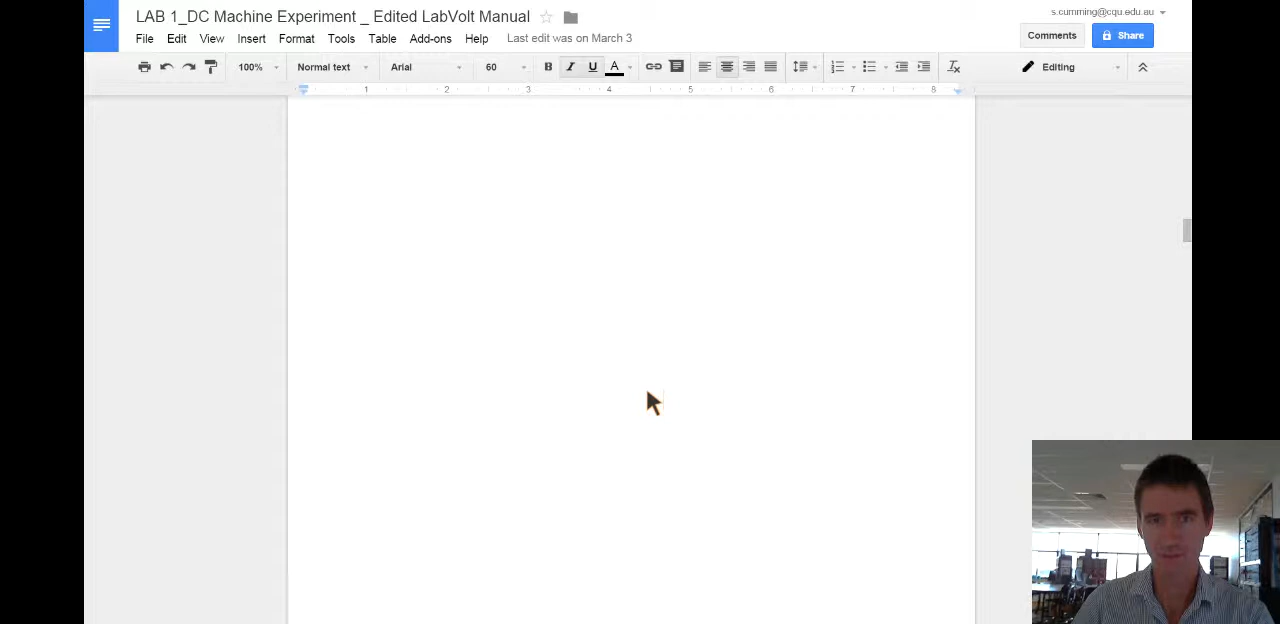 LAB 1_DC Machine Experiment _ Edited LabVolt Manual
s.cumming@cqu.edu.au
File Edit View Insert Format Tools Table Add-ons Help Last edit was on March 3
Comments Share
100% Normal text Arial 60 B I U A Editing
1 2 3 4 5 6 7 8